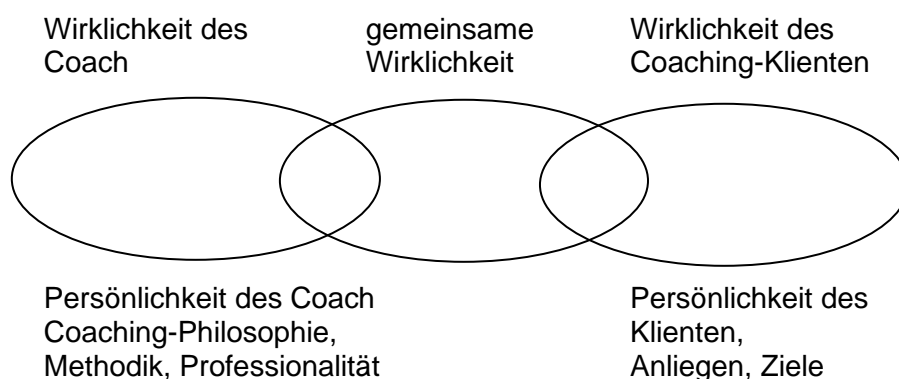 Wirklichkeit des
Coach
gemeinsame
Wirklichkeit
Wirklichkeit des
Coaching-Klienten
Persönlichkeit des Coach
Coaching-Philosophie,
Methodik, Professionalität
Persönlichkeit des
Klienten,
Anliegen, Ziele